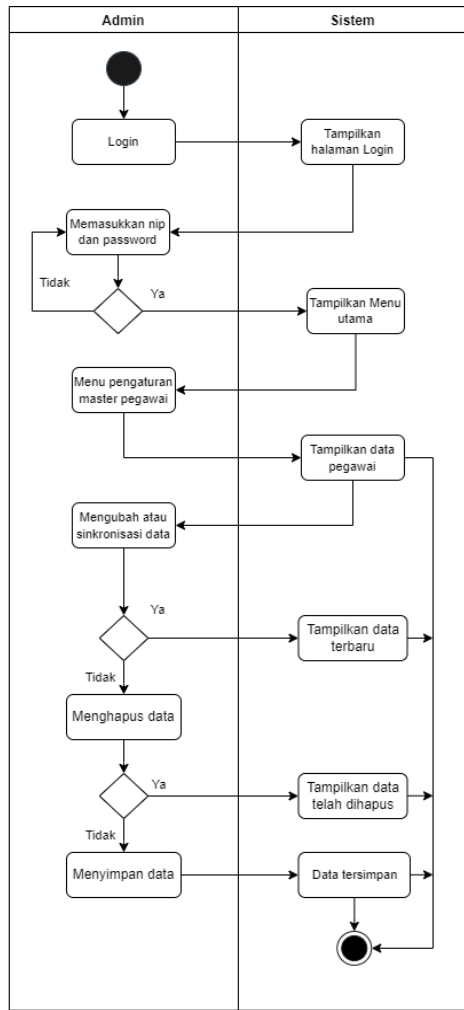 Admin
Sistem
Login
Tampilkan
halaman Login
Memasukkan nip
dan password
Tidak
Ya
Tampilkan Menu
utama
Menu pengaturan
master pegawai
Tampilkan data
pegawai
Mengubah atau
sinkronisasi data
Ya
Tampilkan data
terbaru
Tidak
Menghapus data
Ya
Tampilkan data
telah dihapus
Tidak
Menyimpan data
Data tersimpan